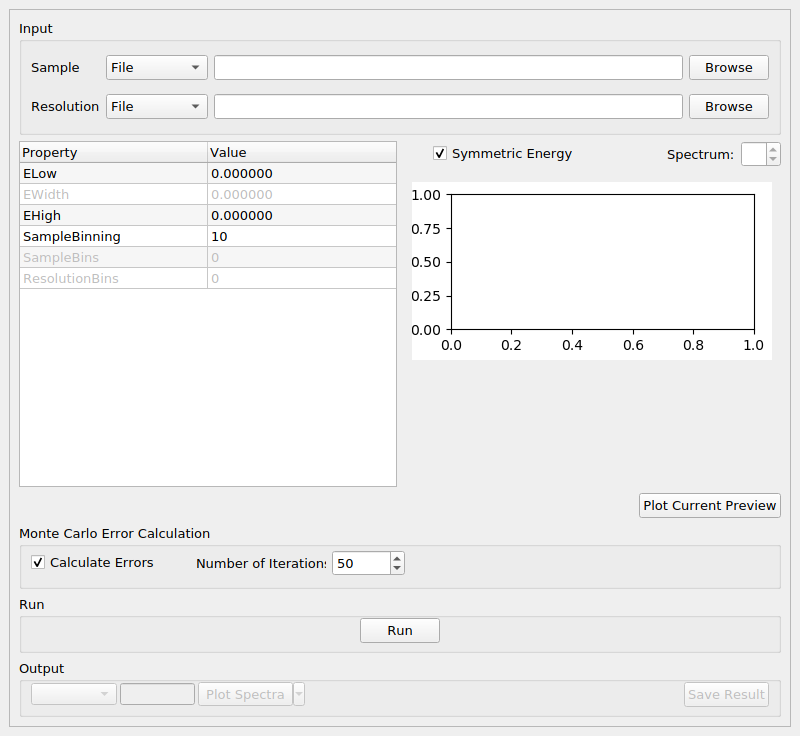 Input
Sample File Browse
Resolution File Browse
Property Value
ELow 0.000000
EWidth 0.000000
EHigh 0.000000
SampleBinning 10
SampleBins 0
ResolutionBins 0
Symmetric Energy Spectrum:
1.00
0.75
0.50
0.25
0.00
0.0 0.2 0.4 0.6 0.8 1.0
Plot Current Preview
Monte Carlo Error Calculation
Calculate Errors Number of Iterations 50
Run
Run
Output
Plot Spectra Save Result